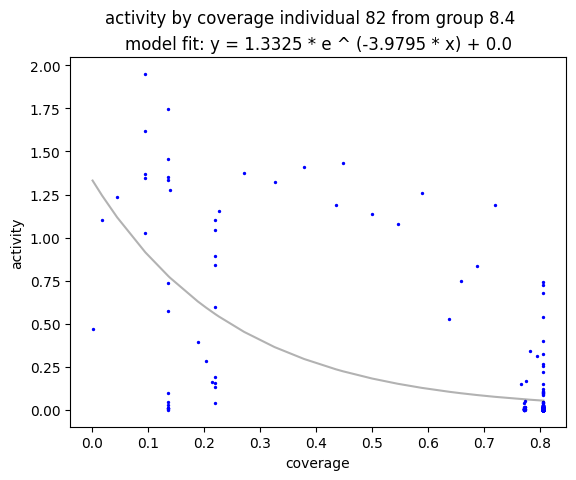 activity by coverage individual 82 from group 8.4
model fit: y = 1.3325 * e ^ (-3.9795 * x) + 0.0
2.00
1.75
1.50
1.25
1.00
0.75
0.50
0.25
0.00
activity
0.0 0.1 0.2 0.3 0.4 0.5 0.6 0.7 0.8
coverage